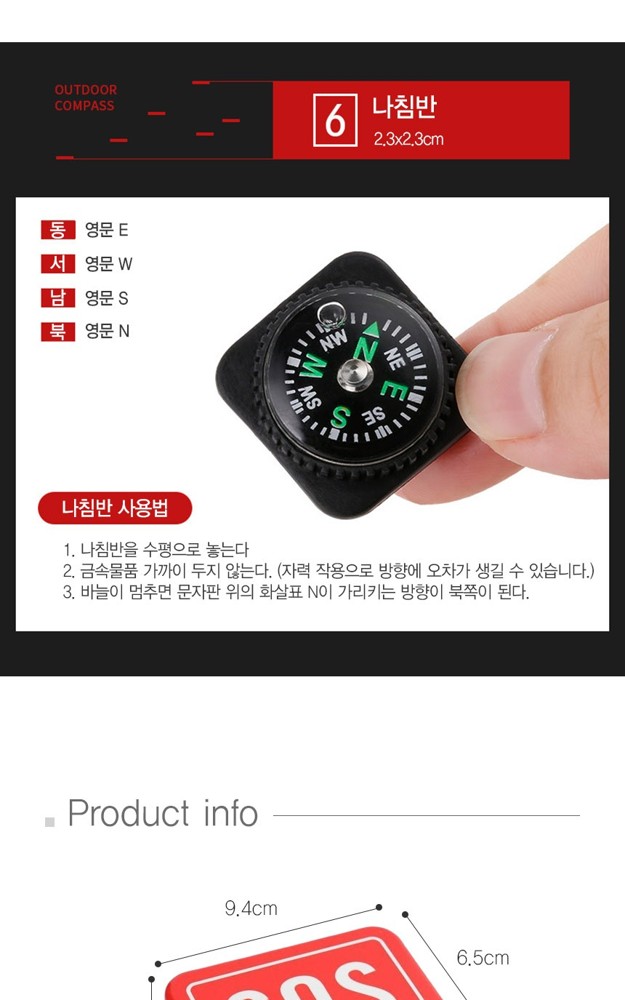 OUTDOOR
COMPASS
6 나침반
2.3x2.3cm
동 영문 E
서 영문 W
남 영문 S
북 영문 N
N
NE
E
SE
S
SW
W
NW
나침반 사용법
1. 나침반을 수평으로 놓는다
2. 금속물품 가까이 두지 않는다. (자력 작용으로 방향에 오차가 생길 수 있습니다.)
3. 바늘이 멈추면 문자판 위의 화살표 N이 가리키는 방향이 북쪽이 된다.
Product info
9.4cm
6.5cm
SOS